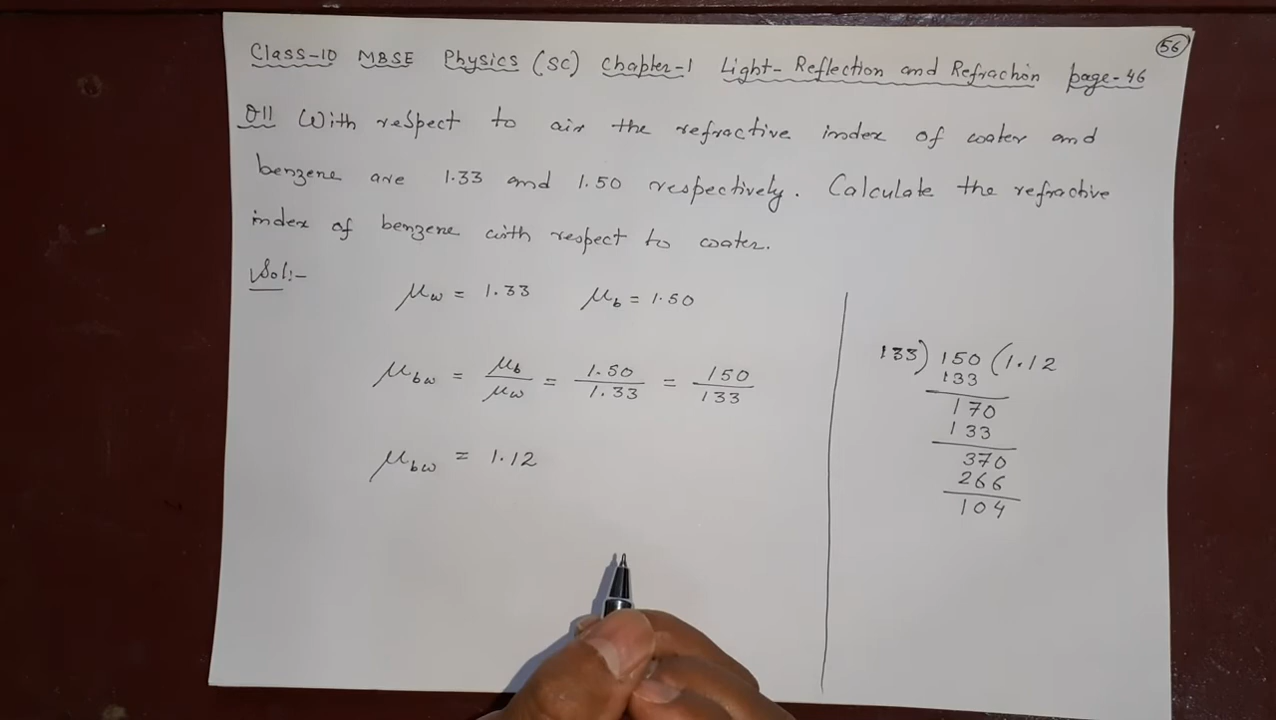 56
Class-10 MBSE Physics (SC) Chapter-1 Light-Reflection and Refraction page-46
Q11 With respect to air the refractive index of water and
benzene are 1.33 and 1.50 respectively. Calculate the refractive
index of benzene with respect to water.
Sol:-
μw = 1.33 μb = 1.50
μbw = μb/μw = 1.50/1.33 = 150/133
μbw = 1.12
133) 150 (1.12
133
170
133
370
266
104